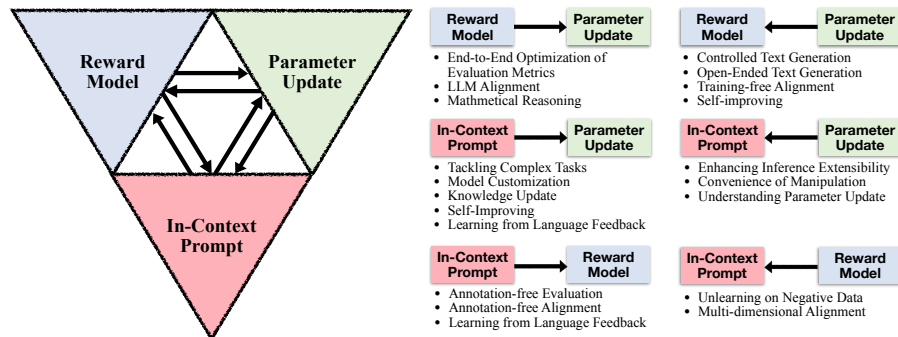 Reward
Model
Parameter
Update
In-Context
Prompt
Reward
Model
Parameter
Update
• End-to-End Optimization of
Evaluation Metrics
• LLM Alignment
• Mathmetical Reasoning
Reward
Model
Parameter
Update
• Controlled Text Generation
• Open-Ended Text Generation
• Training-free Alignment
• Self-improving
In-Context
Prompt
Parameter
Update
• Tackling Complex Tasks
• Model Customization
• Knowledge Update
• Self-Improving
• Learning from Language Feedback
In-Context
Prompt
Parameter
Update
• Enhancing Inference Extensibility
• Convenience of Manipulation
• Understanding Parameter Update
In-Context
Prompt
Reward
Model
• Annotation-free Evaluation
• Annotation-free Alignment
• Learning from Language Feedback
In-Context
Prompt
Reward
Model
• Unlearning on Negative Data
• Multi-dimensional Alignment